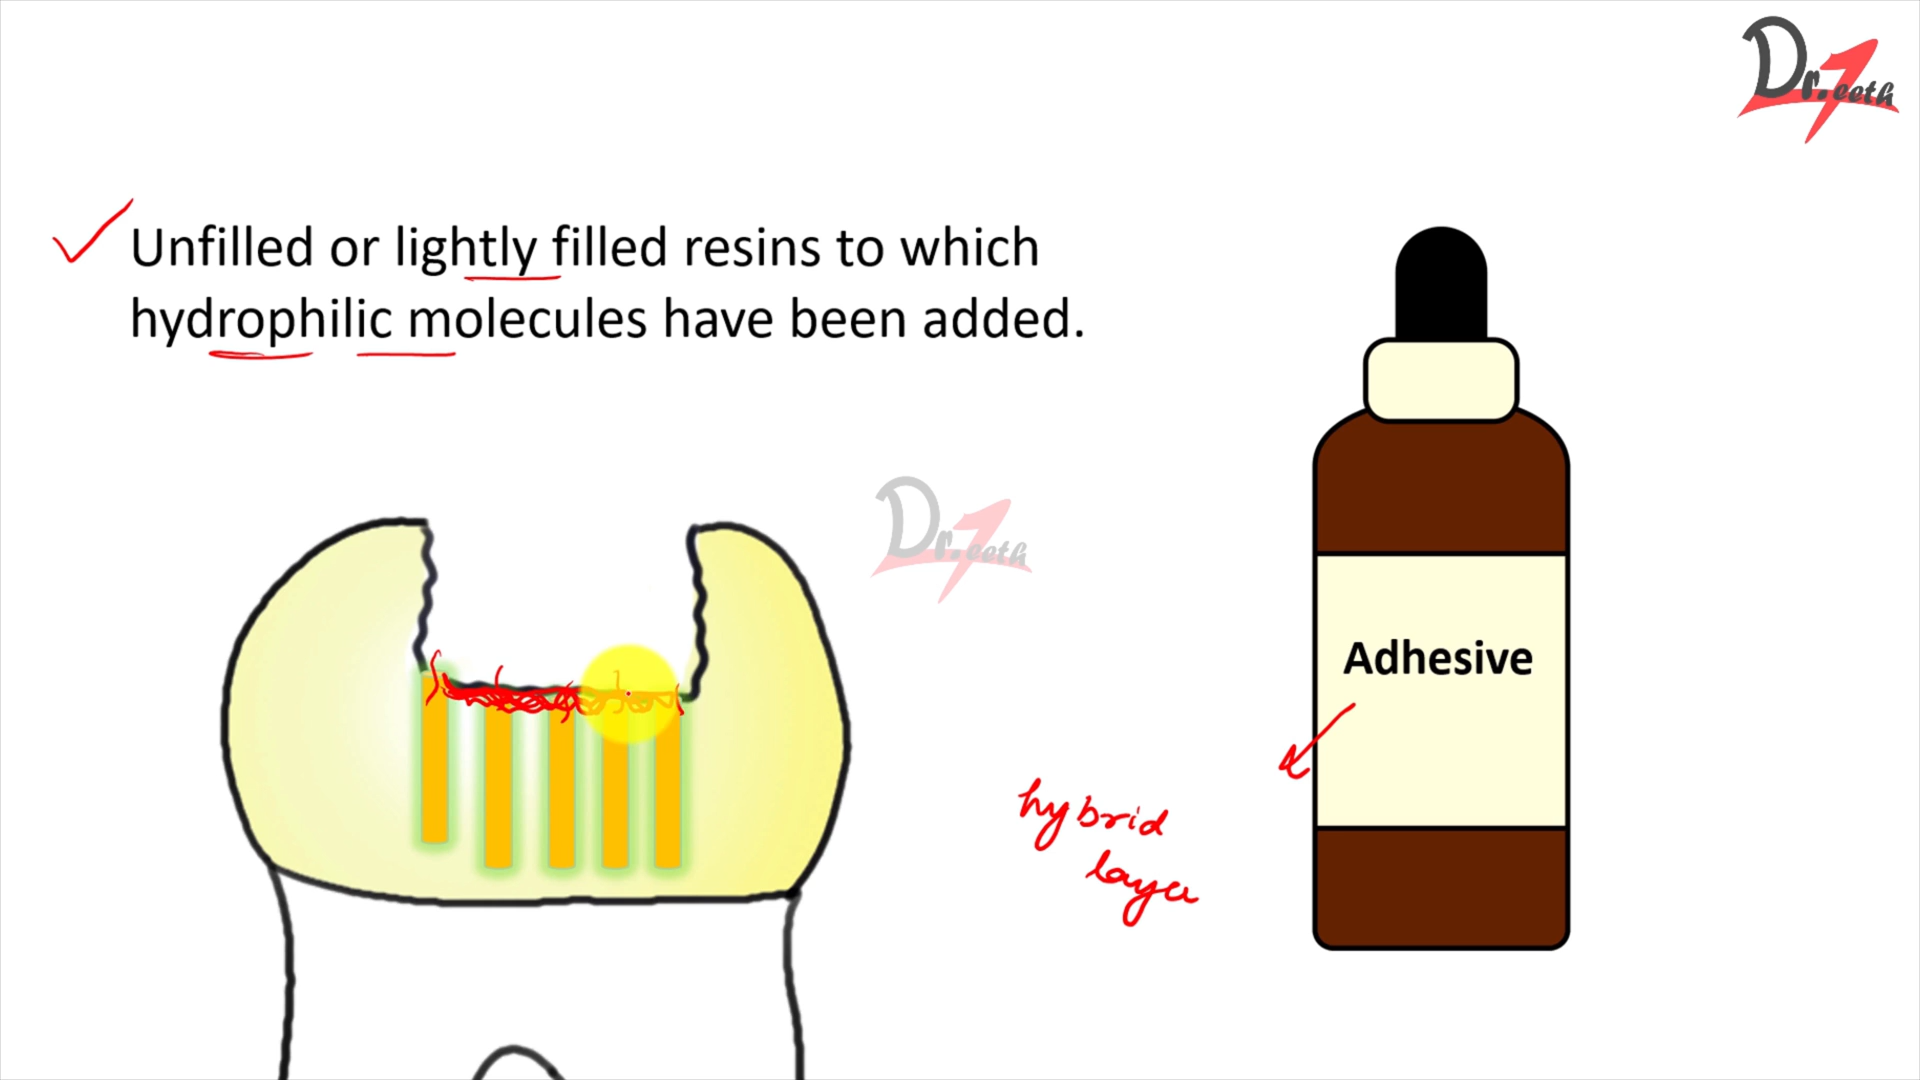 Dr.Teeth
Unfilled or lightly filled resins to which
hydrophilic molecules have been added.
Dr.Teeth
Adhesive
hybrid
layer